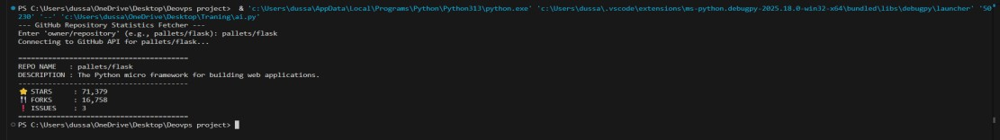 PS C:\Users\dussa\OneDrive\Desktop\Deovps project>  & 'c:\Users\dussa\AppData\Local\Programs\Python\Python313\python.exe' 'c:\Users\dussa\.vscode\extensions\ms-python.debugpy-2025.18.0-win32-x64\bundled\libs\debugpy\launcher' '50
230' '--' 'c:\Users\dussa\OneDrive\Desktop\Traning\ai.py'
--- GitHub Repository Statistics Fetcher ---
Enter 'owner/repository' (e.g., pallets/flask): pallets/flask
Connecting to GitHub API for pallets/flask...
========================================
REPO NAME   : pallets/flask
DESCRIPTION : The Python micro framework for building web applications.
----------------------------------------
⭐ STARS     : 71,379
🍴 FORKS     : 16,758
❗ ISSUES    : 3
========================================
PS C:\Users\dussa\OneDrive\Desktop\Deovps project>